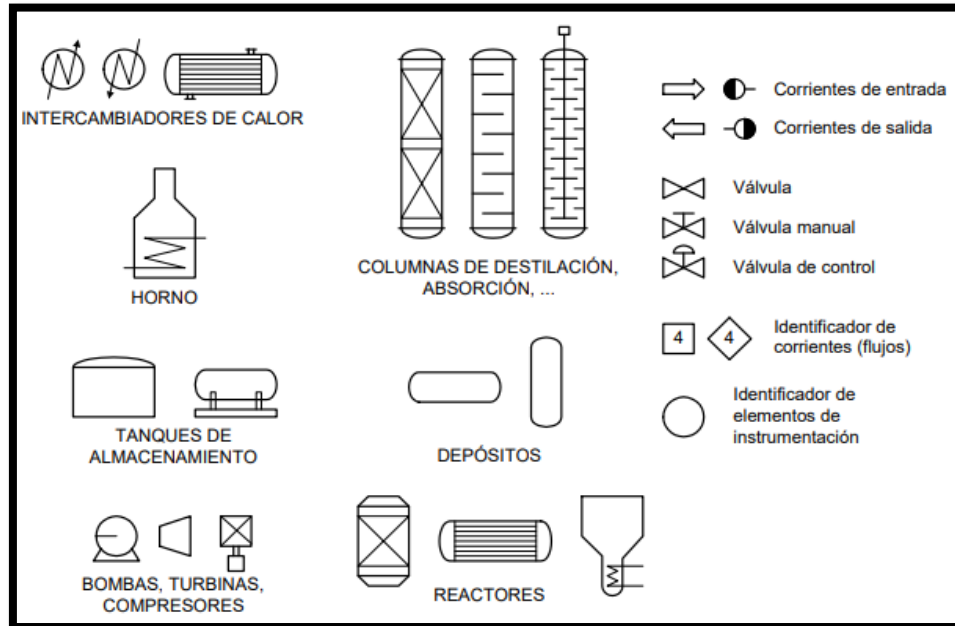 INTERCAMBIADORES DE CALOR
HORNO
TANQUES DE
ALMACENAMIENTO
BOMBAS, TURBINAS,
COMPRESORES
COLUMNAS DE DESTILACIÓN,
ABSORCIÓN, ...
DEPÓSITOS
REACTORES
Corrientes de entrada
Corrientes de salida
Válvula
Válvula manual
Válvula de control
4 4 Identificador de
corrientes (flujos)
Identificador de
elementos de
instrumentación